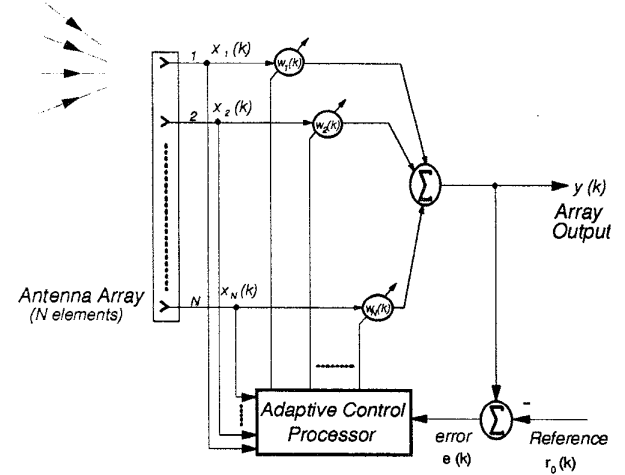 1 x₁(k)
w₁(k)
2 x₂(k)
w₂(k)
Σ
y(k)
Array
Output
Antenna Array
(N elements)
N x_N(k)
w_N(k)
Adaptive Control
Processor
Σ
-
error
e(k)
Reference
r₀(k)